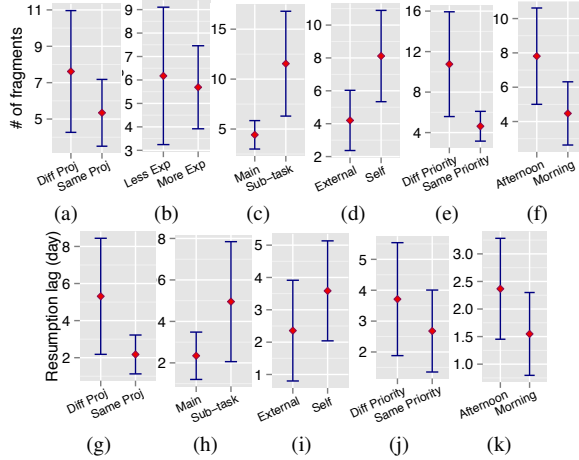 # of fragments
11
9
7
5
Diff Proj
Same Proj
(a)
9
8
7
6
5
4
3
Less Exp
More Exp
(b)
15
10
5
Main
Sub-task
(c)
10
8
6
4
2
External
Self
(d)
16
12
8
4
Diff Priority
Same Priority
(e)
10
8
6
4
Afternoon
Morning
(f)
Resumption lag (day)
8
6
4
2
Diff Proj
Same Proj
(g)
8
6
4
2
Main
Sub-task
(h)
5
4
3
2
1
External
Self
(i)
5
4
3
2
Diff Priority
Same Priority
(j)
3.0
2.5
2.0
1.5
1.0
Afternoon
Morning
(k)